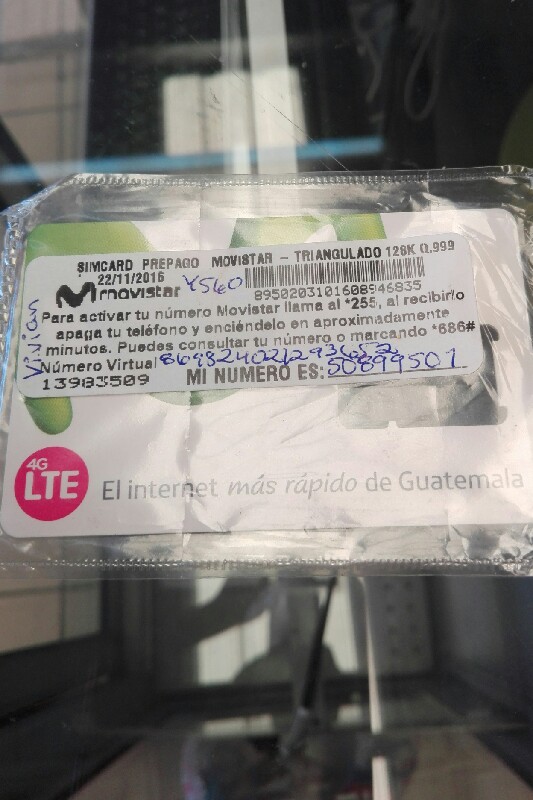 SIMCARD PREPAGO MOVISTAR - TRIANGULADO 128K Q.999
22/11/2016 Y560
movistar 8950203101608946835
Vivian
Para activar tu número Movistar llama al *255, al recibirlo
apaga tu teléfono y enciéndelo en aproximadamente
minutos. Puedes consultar tu número o marcando *686#
Número Virtual
13983509 MI NUMERO ES: 50899501
4G
LTE
El internet más rápido de Guatemala